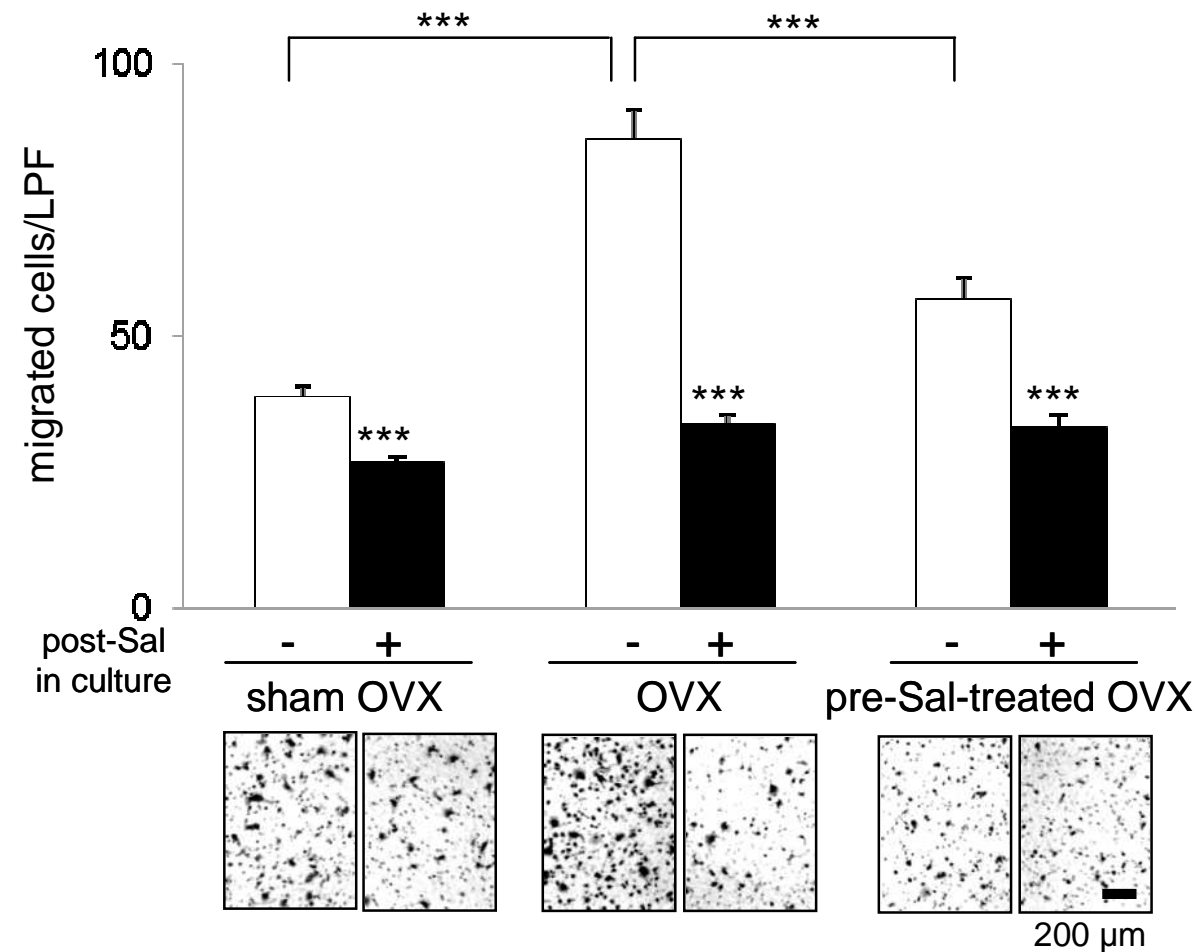 *** ***
migrated cells/LPF
100
50
0
***
***
***
post-Sal
in culture
- + - + - +
sham OVX OVX pre-Sal-treated OVX
200 µm